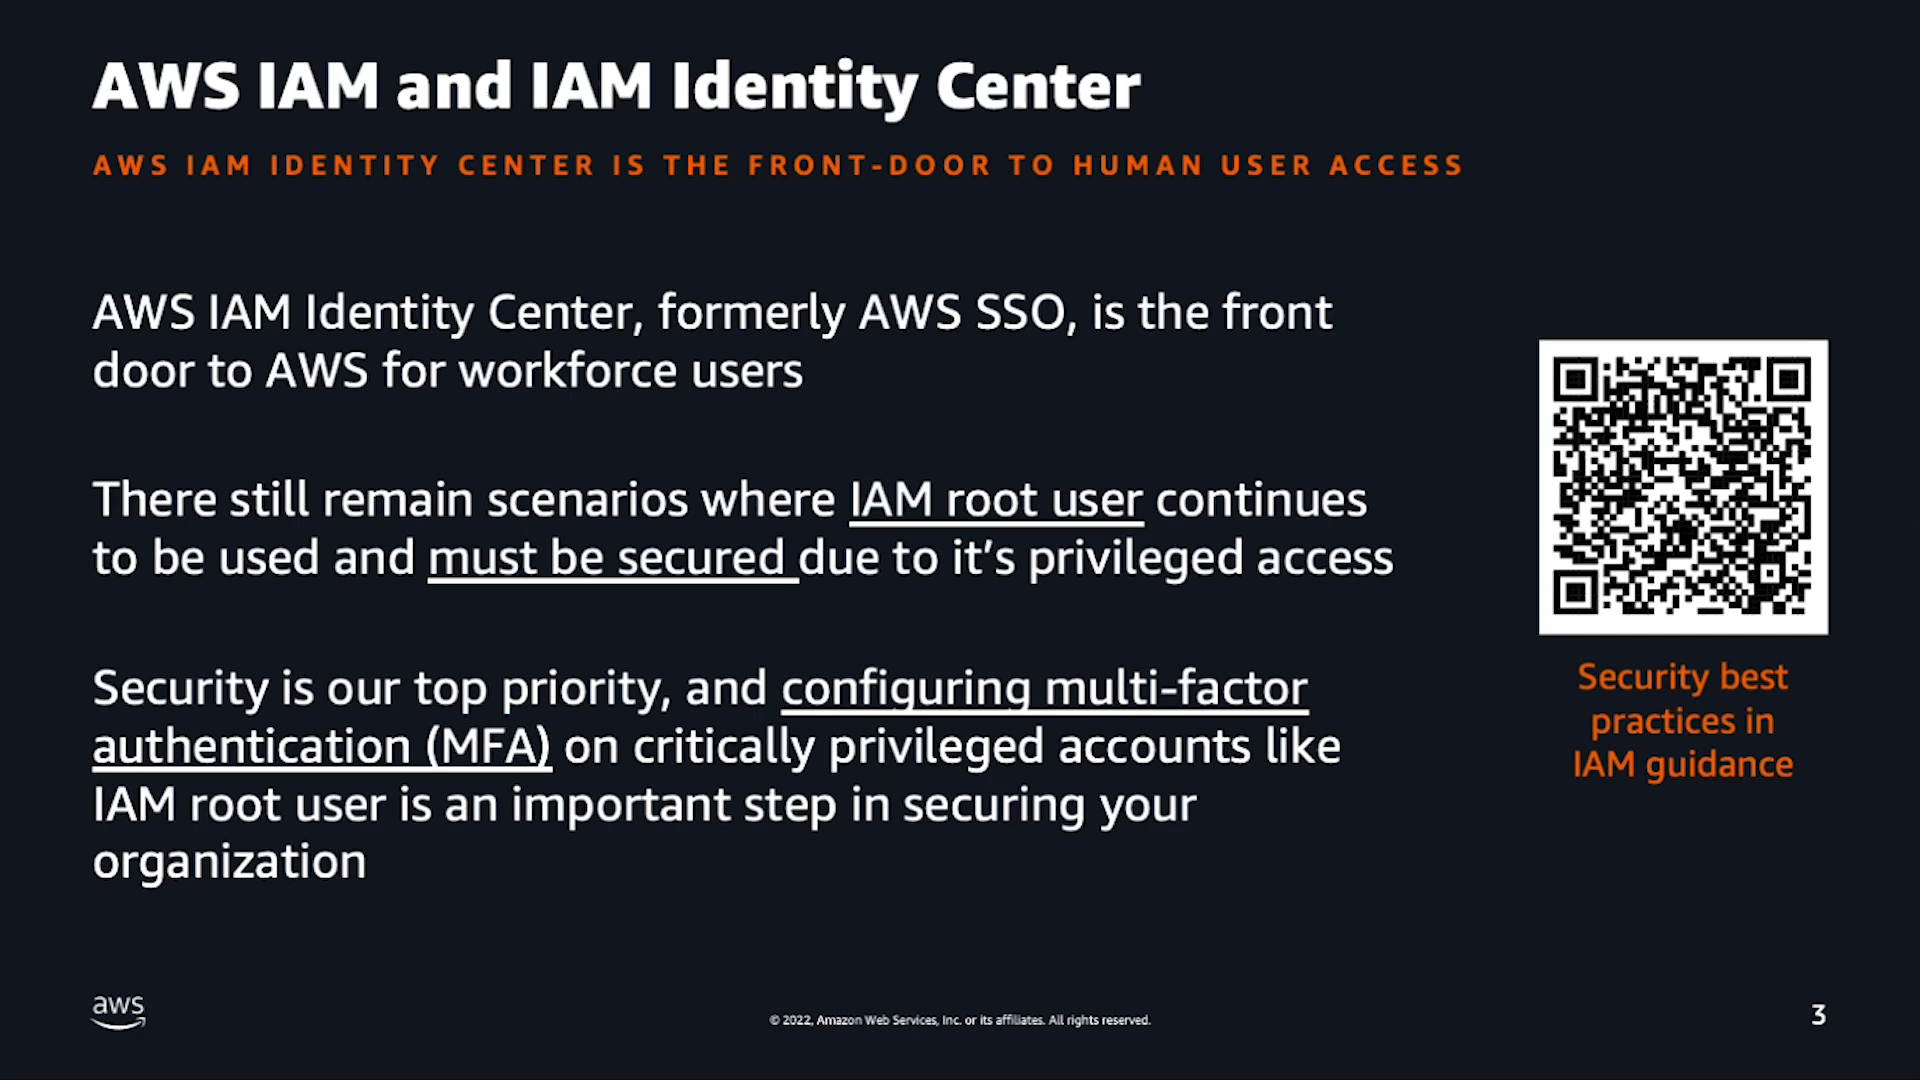 AWS IAM and IAM Identity Center
AWS IAM IDENTITY CENTER IS THE FRONT-DOOR TO HUMAN USER ACCESS
AWS IAM Identity Center, formerly AWS SSO, is the front
door to AWS for workforce users
There still remain scenarios where IAM root user continues
to be used and must be secured due to it’s privileged access
Security is our top priority, and configuring multi-factor
authentication (MFA) on critically privileged accounts like
IAM root user is an important step in securing your
organization
Security best
practices in
IAM guidance
aws
© 2022, Amazon Web Services, Inc. or its affiliates. All rights reserved.
3